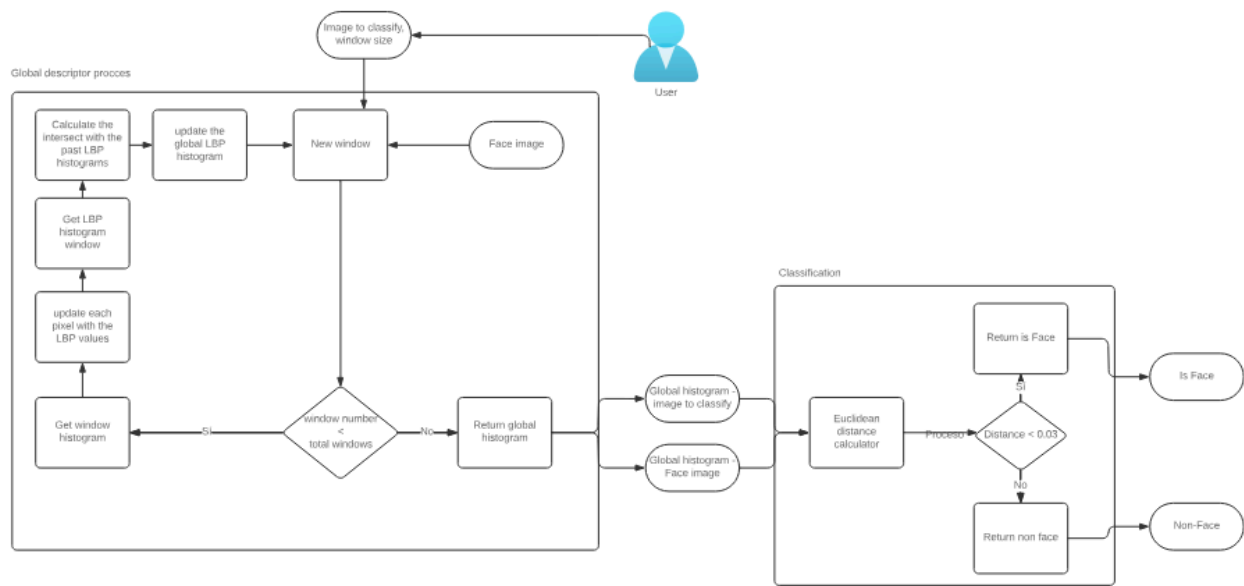 Image to classify,
window size
User
Global descriptor procces
Calculate the
intersect with the
past LBP
histograms
update the
global LBP
histogram
New window
Face image
Get LBP
histogram
window
update each
pixel with the
LBP values
Get window
histogram
Si
window number
<
total windows
No
Return global
histogram
Global histogram -
image to classify
Global histogram -
Face image
Classification
Euclidean
distance
calculator
Proceso
Distance < 0.03
Si
Return is Face
Is Face
No
Return non face
Non-Face